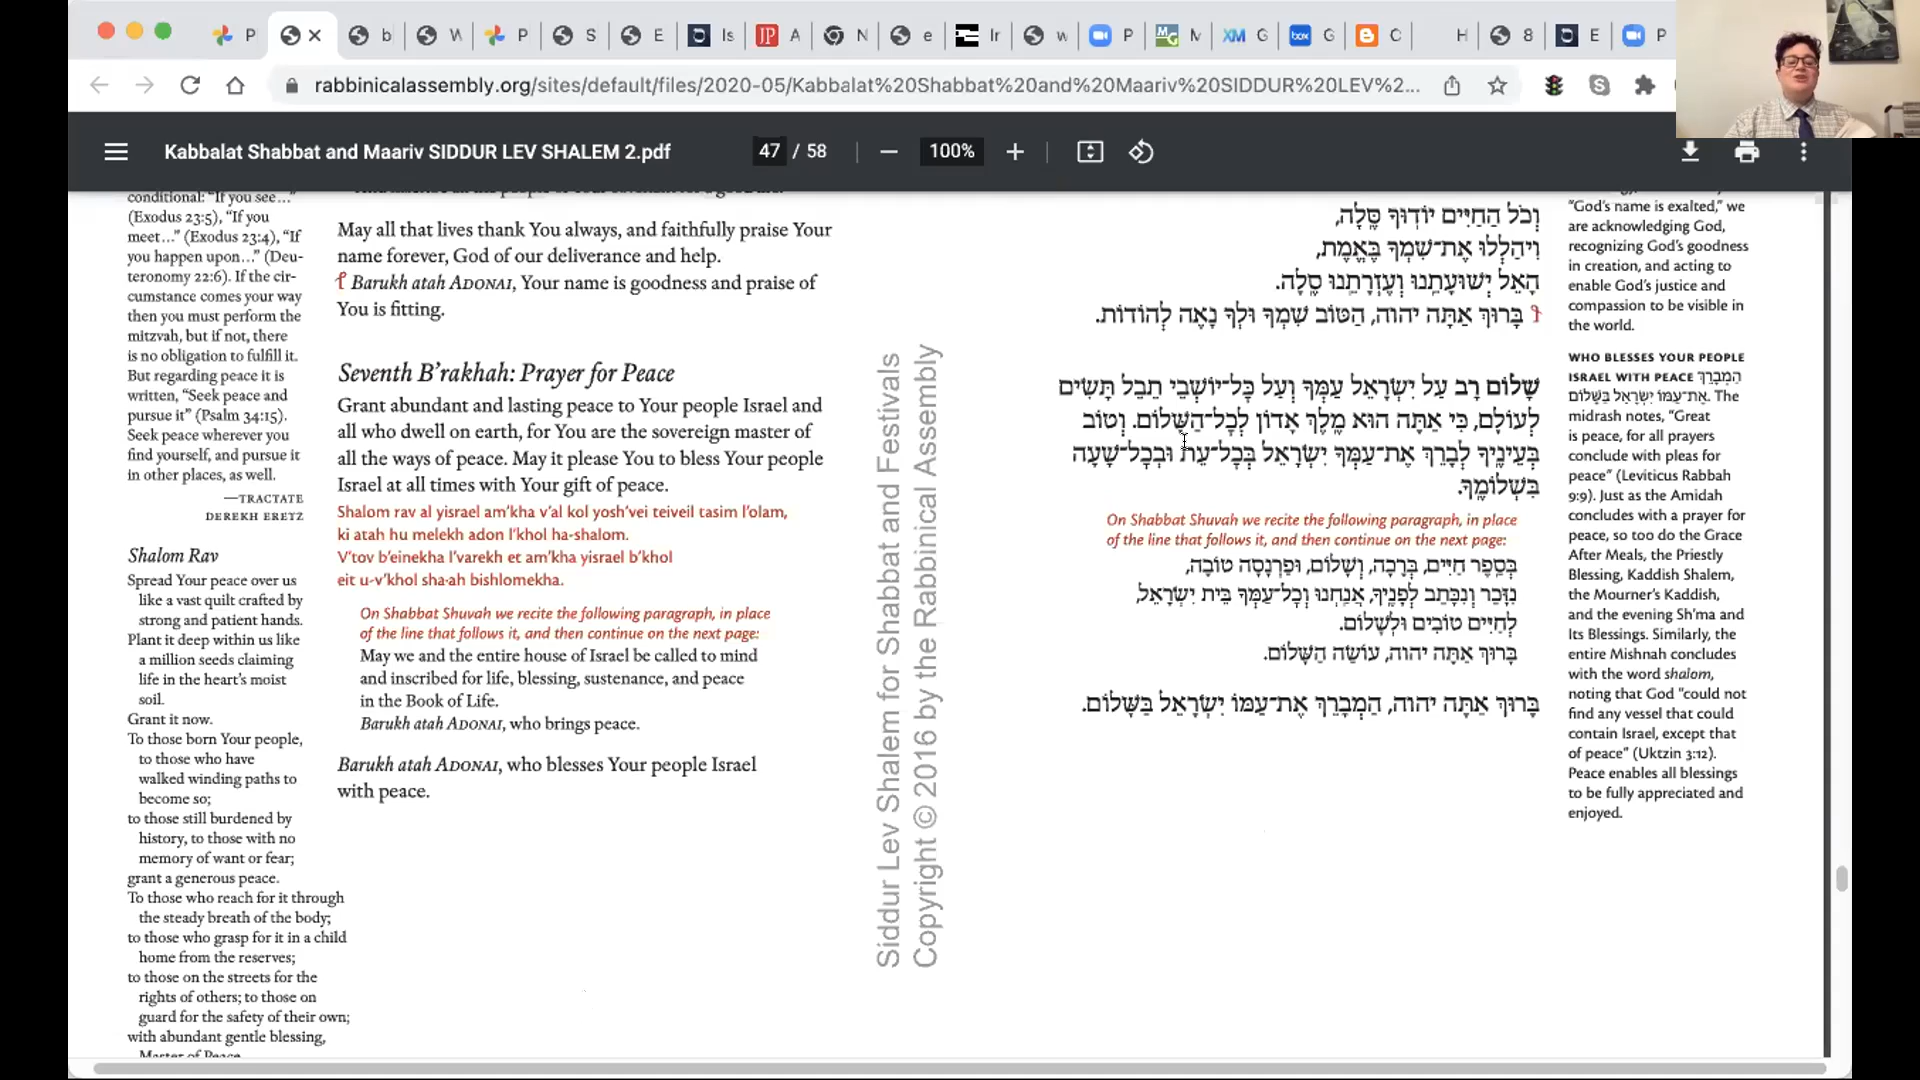 P
b
W
P
S
E
Is
A
N
e
Ir
w
P
M
G
G
C
H
8
E
P
rabbinicalassembly.org/sites/default/files/2020-05/Kabbalat%20Shabbat%20and%20Maariv%20SIDDUR%20LEV%2...
Kabbalat Shabbat and Maariv SIDDUR LEV SHALEM 2.pdf
47 / 58
100%
conditional: "If you see…"
(Exodus 23:5), "If you
meet…" (Exodus 23:4), "If
you happen upon…" (Deu-
teronomy 22:6). If the cir-
cumstance comes your way
then you must perform the
mitzvah, but if not, there
is no obligation to fulfill it.
But regarding peace it is
written, "Seek peace and
pursue it" (Psalm 34:15).
Seek peace wherever you
find yourself, and pursue it
in other places, as well.
—TRACTATE
DEREKH ERETZ
Shalom Rav
Spread Your peace over us
like a vast quilt crafted by
strong and patient hands.
Plant it deep within us like
a million seeds claiming
life in the heart's moist
soil.
Grant it now.
To those born Your people,
to those who have
walked winding paths to
become so;
to those still burdened by
history, to those with no
memory of want or fear;
grant a generous peace.
To those who reach for it through
the steady breath of the body;
to those who grasp for it in a child
home from the reserves;
to those on the streets for the
rights of others; to those on
guard for the safety of their own;
with abundant gentle blessing,
Master of Peace
May all that lives thank You always, and faithfully praise Your
name forever, God of our deliverance and help.
Barukh atah ADONAI, Your name is goodness and praise of
You is fitting.
Seventh B'rakhah: Prayer for Peace
Grant abundant and lasting peace to Your people Israel and
all who dwell on earth, for You are the sovereign master of
all the ways of peace. May it please You to bless Your people
Israel at all times with Your gift of peace.
Shalom rav al yisrael am'kha v'al kol yosh'vei teiveil tasim l'olam,
ki atah hu melekh adon l'khol ha-shalom.
V'tov b'einekha l'varekh et am'kha yisrael b'khol
eit u-v'khol sha·ah bishlomekha.
On Shabbat Shuvah we recite the following paragraph, in place
of the line that follows it, and then continue on the next page:
May we and the entire house of Israel be called to mind
and inscribed for life, blessing, sustenance, and peace
in the Book of Life.
Barukh atah ADONAI, who brings peace.
Barukh atah ADONAI, who blesses Your people Israel
with peace.
Siddur Lev Shalem for Shabbat and Festivals
Copyright © 2016 by the Rabbinical Assembly
וְכֹל הַחַיִּים יוֹדֽוּךָ סֶּֽלָה,
וִיהַלְלוּ אֶת־שִׁמְךָ בֶּאֱמֶת,
הָאֵל יְשׁוּעָתֵֽנוּ וְעֶזְרָתֵֽנוּ סֶֽלָה.
בָּרוּךְ אַתָּה יהוה, הַטּוֹב שִׁמְךָ וּלְךָ נָאֶה לְהוֹדוֹת.
שָׁלוֹם רָב עַל יִשְׂרָאֵל עַמְּךָ וְעַל כׇּל־יוֹשְׁבֵי תֵבֵל תָּשִׂים
לְעוֹלָם, כִּי אַתָּה הוּא מֶֽלֶךְ אָדוֹן לְכׇל־הַשָּׁלוֹם. וְטוֹב
בְּעֵינֶֽיךָ לְבָרֵךְ אֶת־עַמְּךָ יִשְׂרָאֵל בְּכׇל־עֵת וּבְכׇל־שָׁעָה
בִּשְׁלוֹמֶֽךָ.
On Shabbat Shuvah we recite the following paragraph, in place
of the line that follows it, and then continue on the next page:
בְּסֵֽפֶר חַיִּים, בְּרָכָה, וְשָׁלוֹם, וּפַרְנָסָה טוֹבָה,
נִזָּכֵר וְנִכָּתֵב לְפָנֶֽיךָ, אֲנַֽחְנוּ וְכׇל־עַמְּךָ בֵּית יִשְׂרָאֵל,
לְחַיִּים טוֹבִים וּלְשָׁלוֹם.
בָּרוּךְ אַתָּה יהוה, עוֹשֵׂה הַשָּׁלוֹם.
בָּרוּךְ אַתָּה יהוה, הַמְבָרֵךְ אֶת־עַמּוֹ יִשְׂרָאֵל בַּשָּׁלוֹם.
"God's name is exalted," we
are acknowledging God,
recognizing God's goodness
in creation, and acting to
enable God's justice and
compassion to be visible in
the world.
WHO BLESSES YOUR PEOPLE
ISRAEL WITH PEACE הַמְבָרֵךְ
אֶת־עַמּוֹ יִשְׂרָאֵל בַּשָּׁלוֹם. The
midrash notes, "Great
is peace, for all prayers
conclude with pleas for
peace" (Leviticus Rabbah
9:9). Just as the Amidah
concludes with a prayer for
peace, so too do the Grace
After Meals, the Priestly
Blessing, Kaddish Shalem,
the Mourner's Kaddish,
and the evening Sh'ma and
Its Blessings. Similarly, the
entire Mishnah concludes
with the word shalom,
noting that God "could not
find any vessel that could
contain Israel, except that
of peace" (Uktzin 3:12).
Peace enables all blessings
to be fully appreciated and
enjoyed.